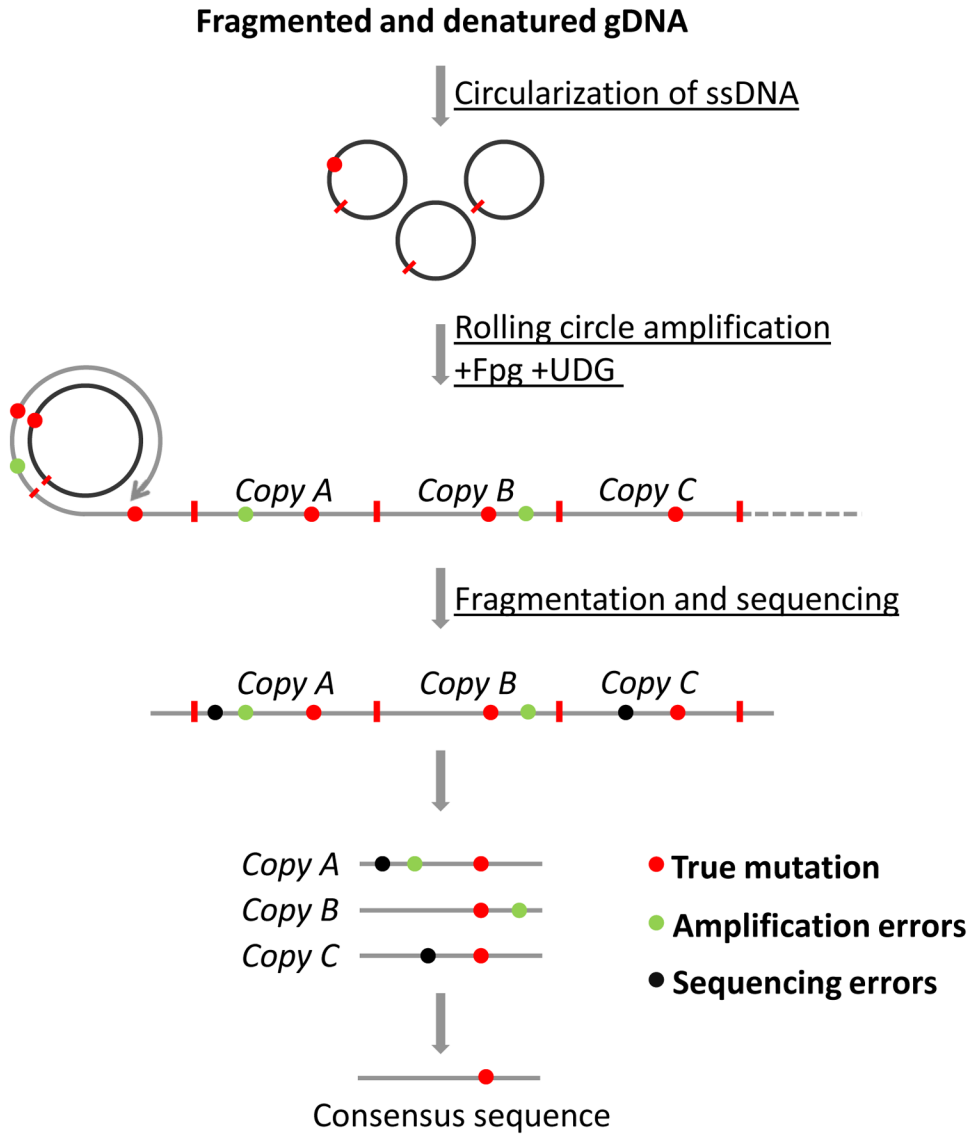 Fragmented and denatured gDNA
Circularization of ssDNA
Rolling circle amplification
+Fpg +UDG
Copy A
Copy B
Copy C
Fragmentation and sequencing
Copy A
Copy B
Copy C
Copy A
Copy B
Copy C
True mutation
Amplification errors
Sequencing errors
Consensus sequence